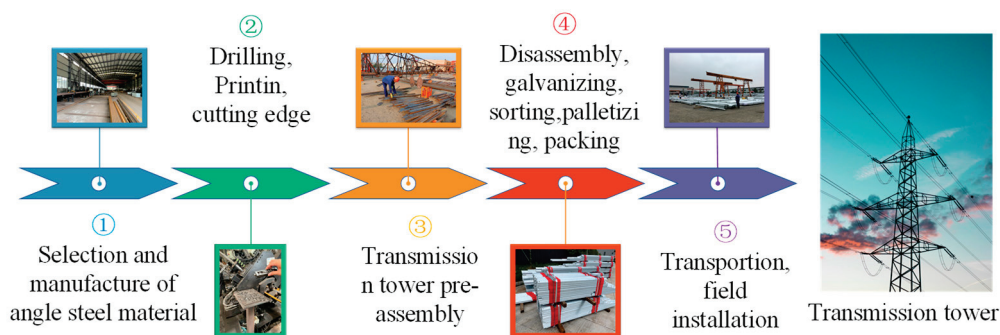 ①
Selection and
manufacture of
angle steel material
②
Drilling,
Printin,
cutting edge
③
Transmissio
n tower pre-
assembly
④
Disassembly,
galvanizing,
sorting,palletizi
ng, packing
⑤
Transportion,
field
installation
Transmission tower